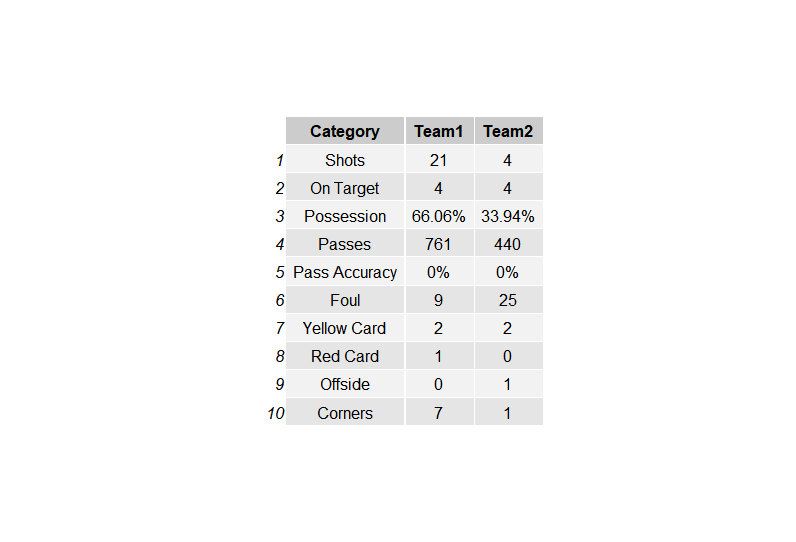 Category Team1 Team2
1 Shots 21 4
2 On Target 4 4
3 Possession 66.06% 33.94%
4 Passes 761 440
5 Pass Accuracy 0% 0%
6 Foul 9 25
7 Yellow Card 2 2
8 Red Card 1 0
9 Offside 0 1
10 Corners 7 1